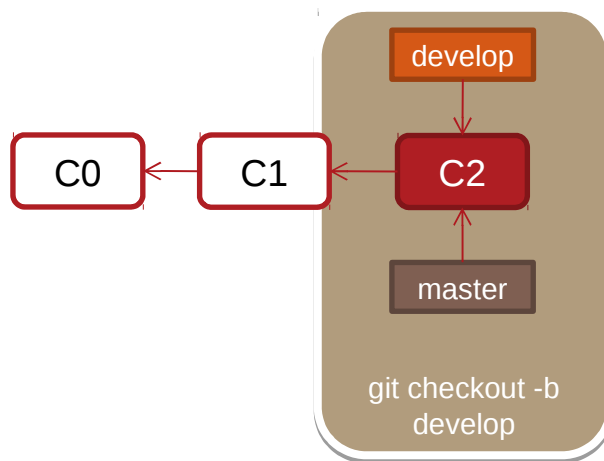 develop
C0
C1
C2
master
git checkout -b
develop